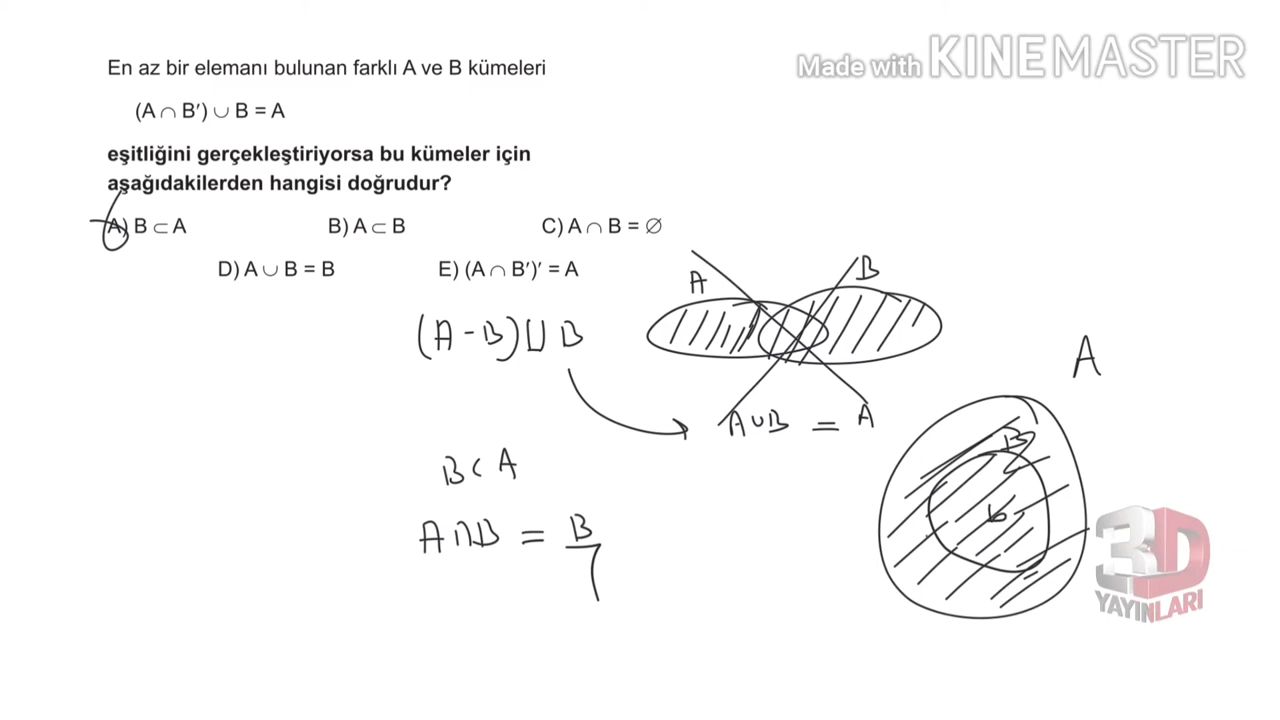 Made with KINEMASTER
En az bir elemanı bulunan farklı A ve B kümeleri
(A ∩ B′) ∪ B = A
eşitliğini gerçekleştiriyorsa bu kümeler için
aşağıdakilerden hangisi doğrudur?
A) B ⊂ A B) A ⊂ B C) A ∩ B = ∅
D) A ∪ B = B E) (A ∩ B′)′ = A
A B
(A - B) ∪ B
A
A ∪ B = A
B
B ⊂ A
b
A ∩ B = B
3D
YAYINLARI